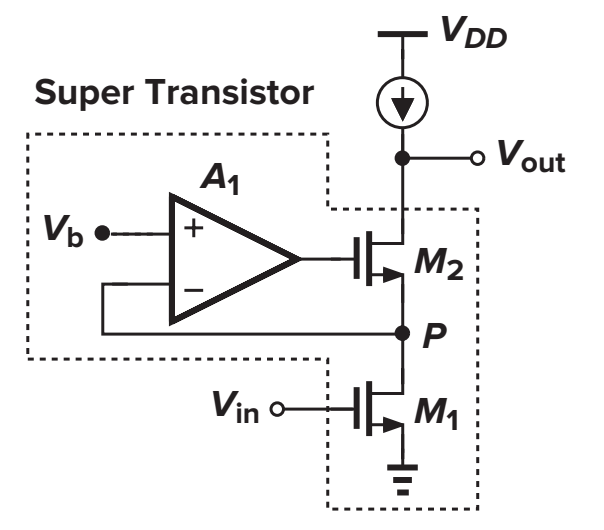 V_DD
Super Transistor
V_out
A_1
V_b
+
M_2
−
P
V_in
M_1